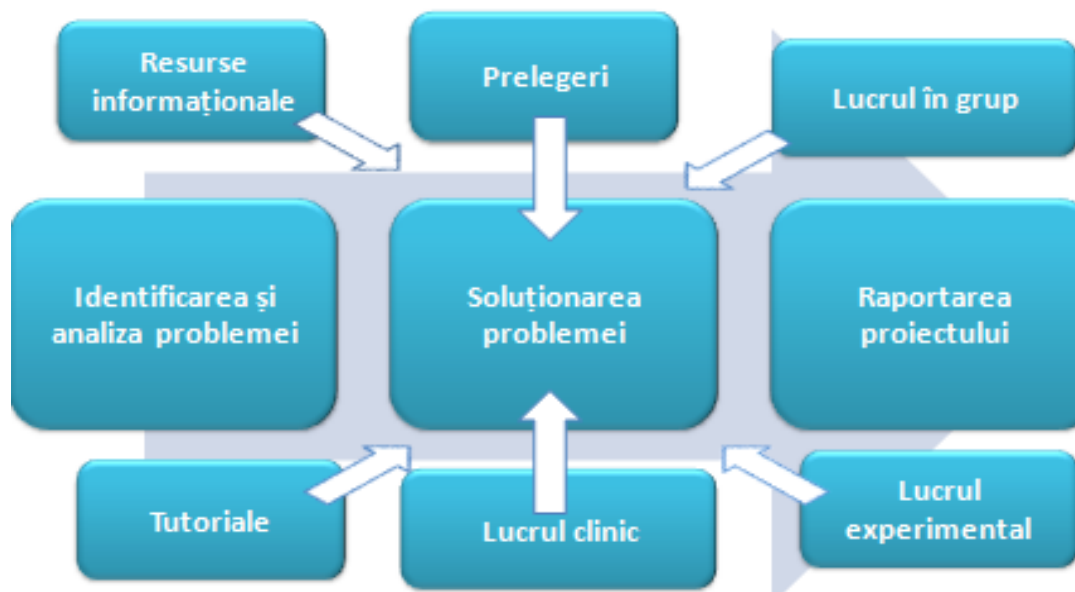 Resurse
informaționale
Prelegeri
Lucrul în grup
Identificarea și
analiza problemei
Soluționarea
problemei
Raportarea
proiectului
Tutoriale
Lucrul clinic
Lucrul
experimental